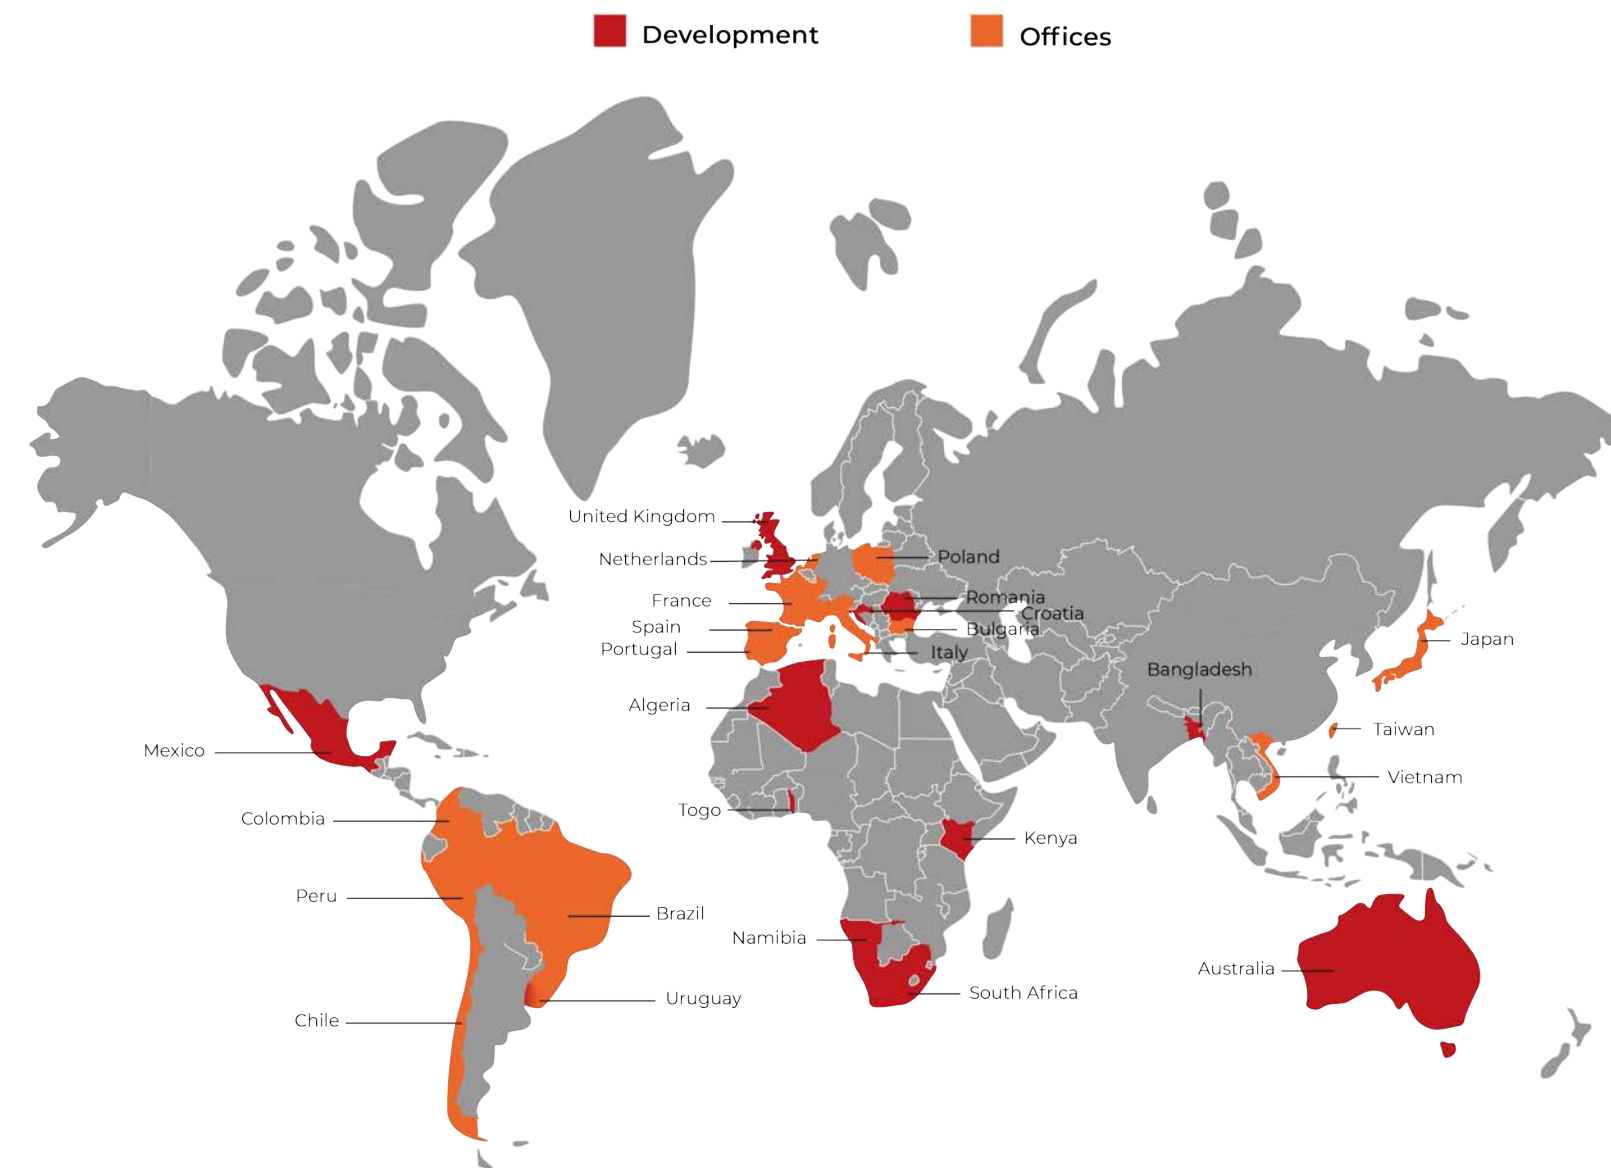 Development
Offices
United Kingdom
Netherlands
Poland
France
Romania
Croatia
Spain
Bulgaria
Portugal
Italy
Japan
Bangladesh
Algeria
Taiwan
Mexico
Vietnam
Togo
Colombia
Kenya
Peru
Brazil
Namibia
Australia
South Africa
Uruguay
Chile